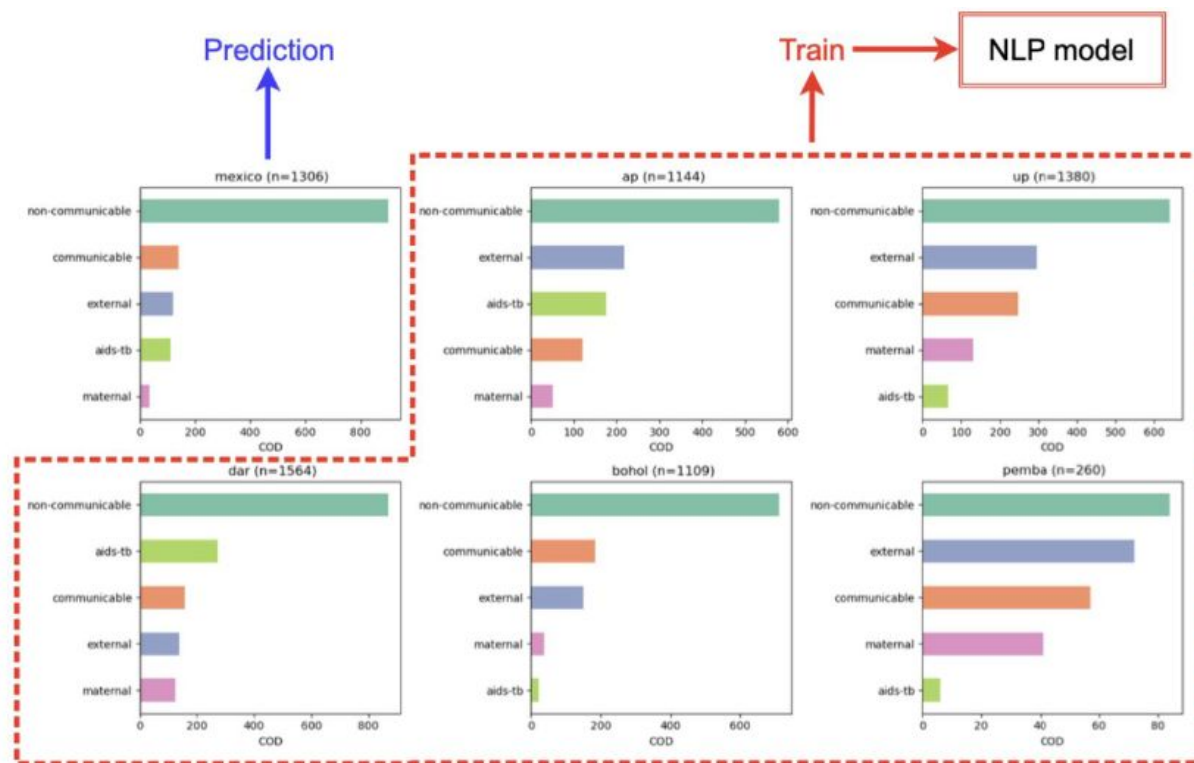 Prediction
Train
NLP model
mexico (n=1306)
non-communicable
communicable
external
aids-tb
maternal
0 200 400 600 800
COD
ap (n=1144)
non-communicable
external
aids-tb
communicable
maternal
0 100 200 300 400 500 600
COD
up (n=1380)
non-communicable
external
communicable
maternal
aids-tb
0 100 200 300 400 500 600
COD
dar (n=1564)
non-communicable
aids-tb
communicable
external
maternal
0 200 400 600 800
COD
bohol (n=1109)
non-communicable
communicable
external
maternal
aids-tb
0 200 400 600
COD
pemba (n=260)
non-communicable
external
communicable
maternal
aids-tb
0 20 40 60 80
COD